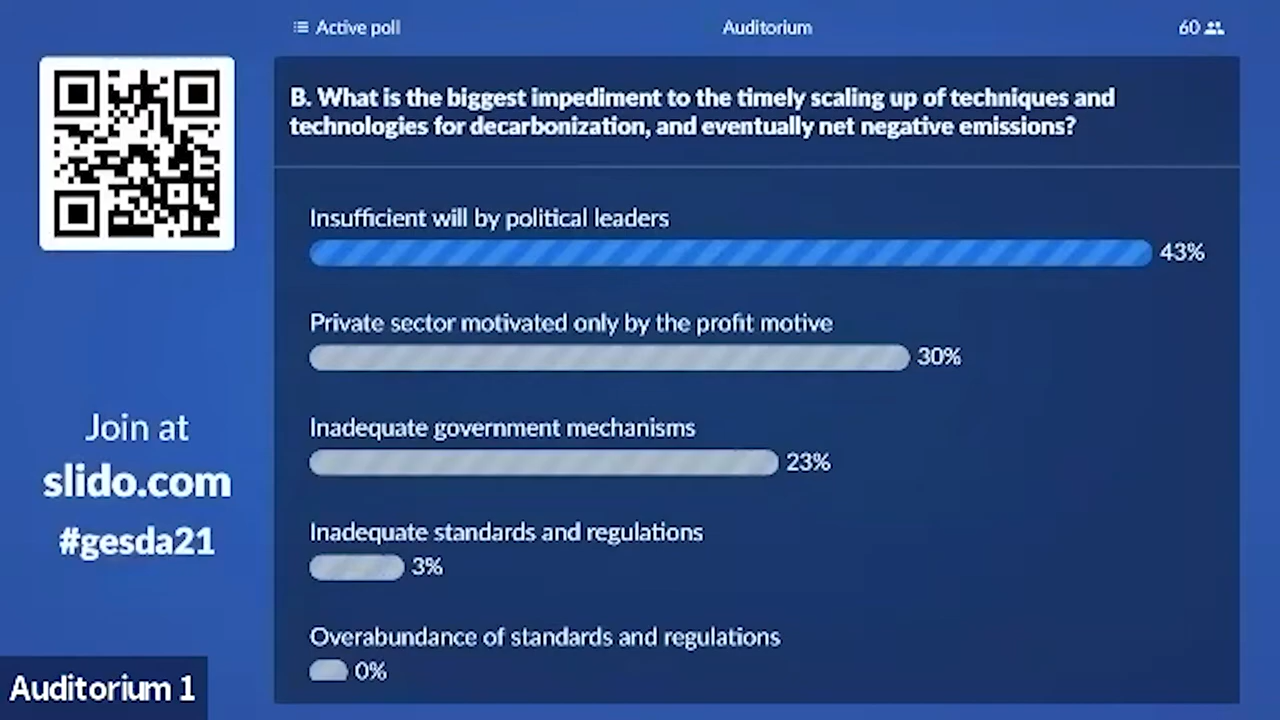 Active poll
Auditorium
60
B. What is the biggest impediment to the timely scaling up of techniques and
technologies for decarbonization, and eventually net negative emissions?
Insufficient will by political leaders
43%
Private sector motivated only by the profit motive
30%
Inadequate government mechanisms
23%
Inadequate standards and regulations
3%
Overabundance of standards and regulations
0%
Join at
slido.com
#gesda21
Auditorium 1